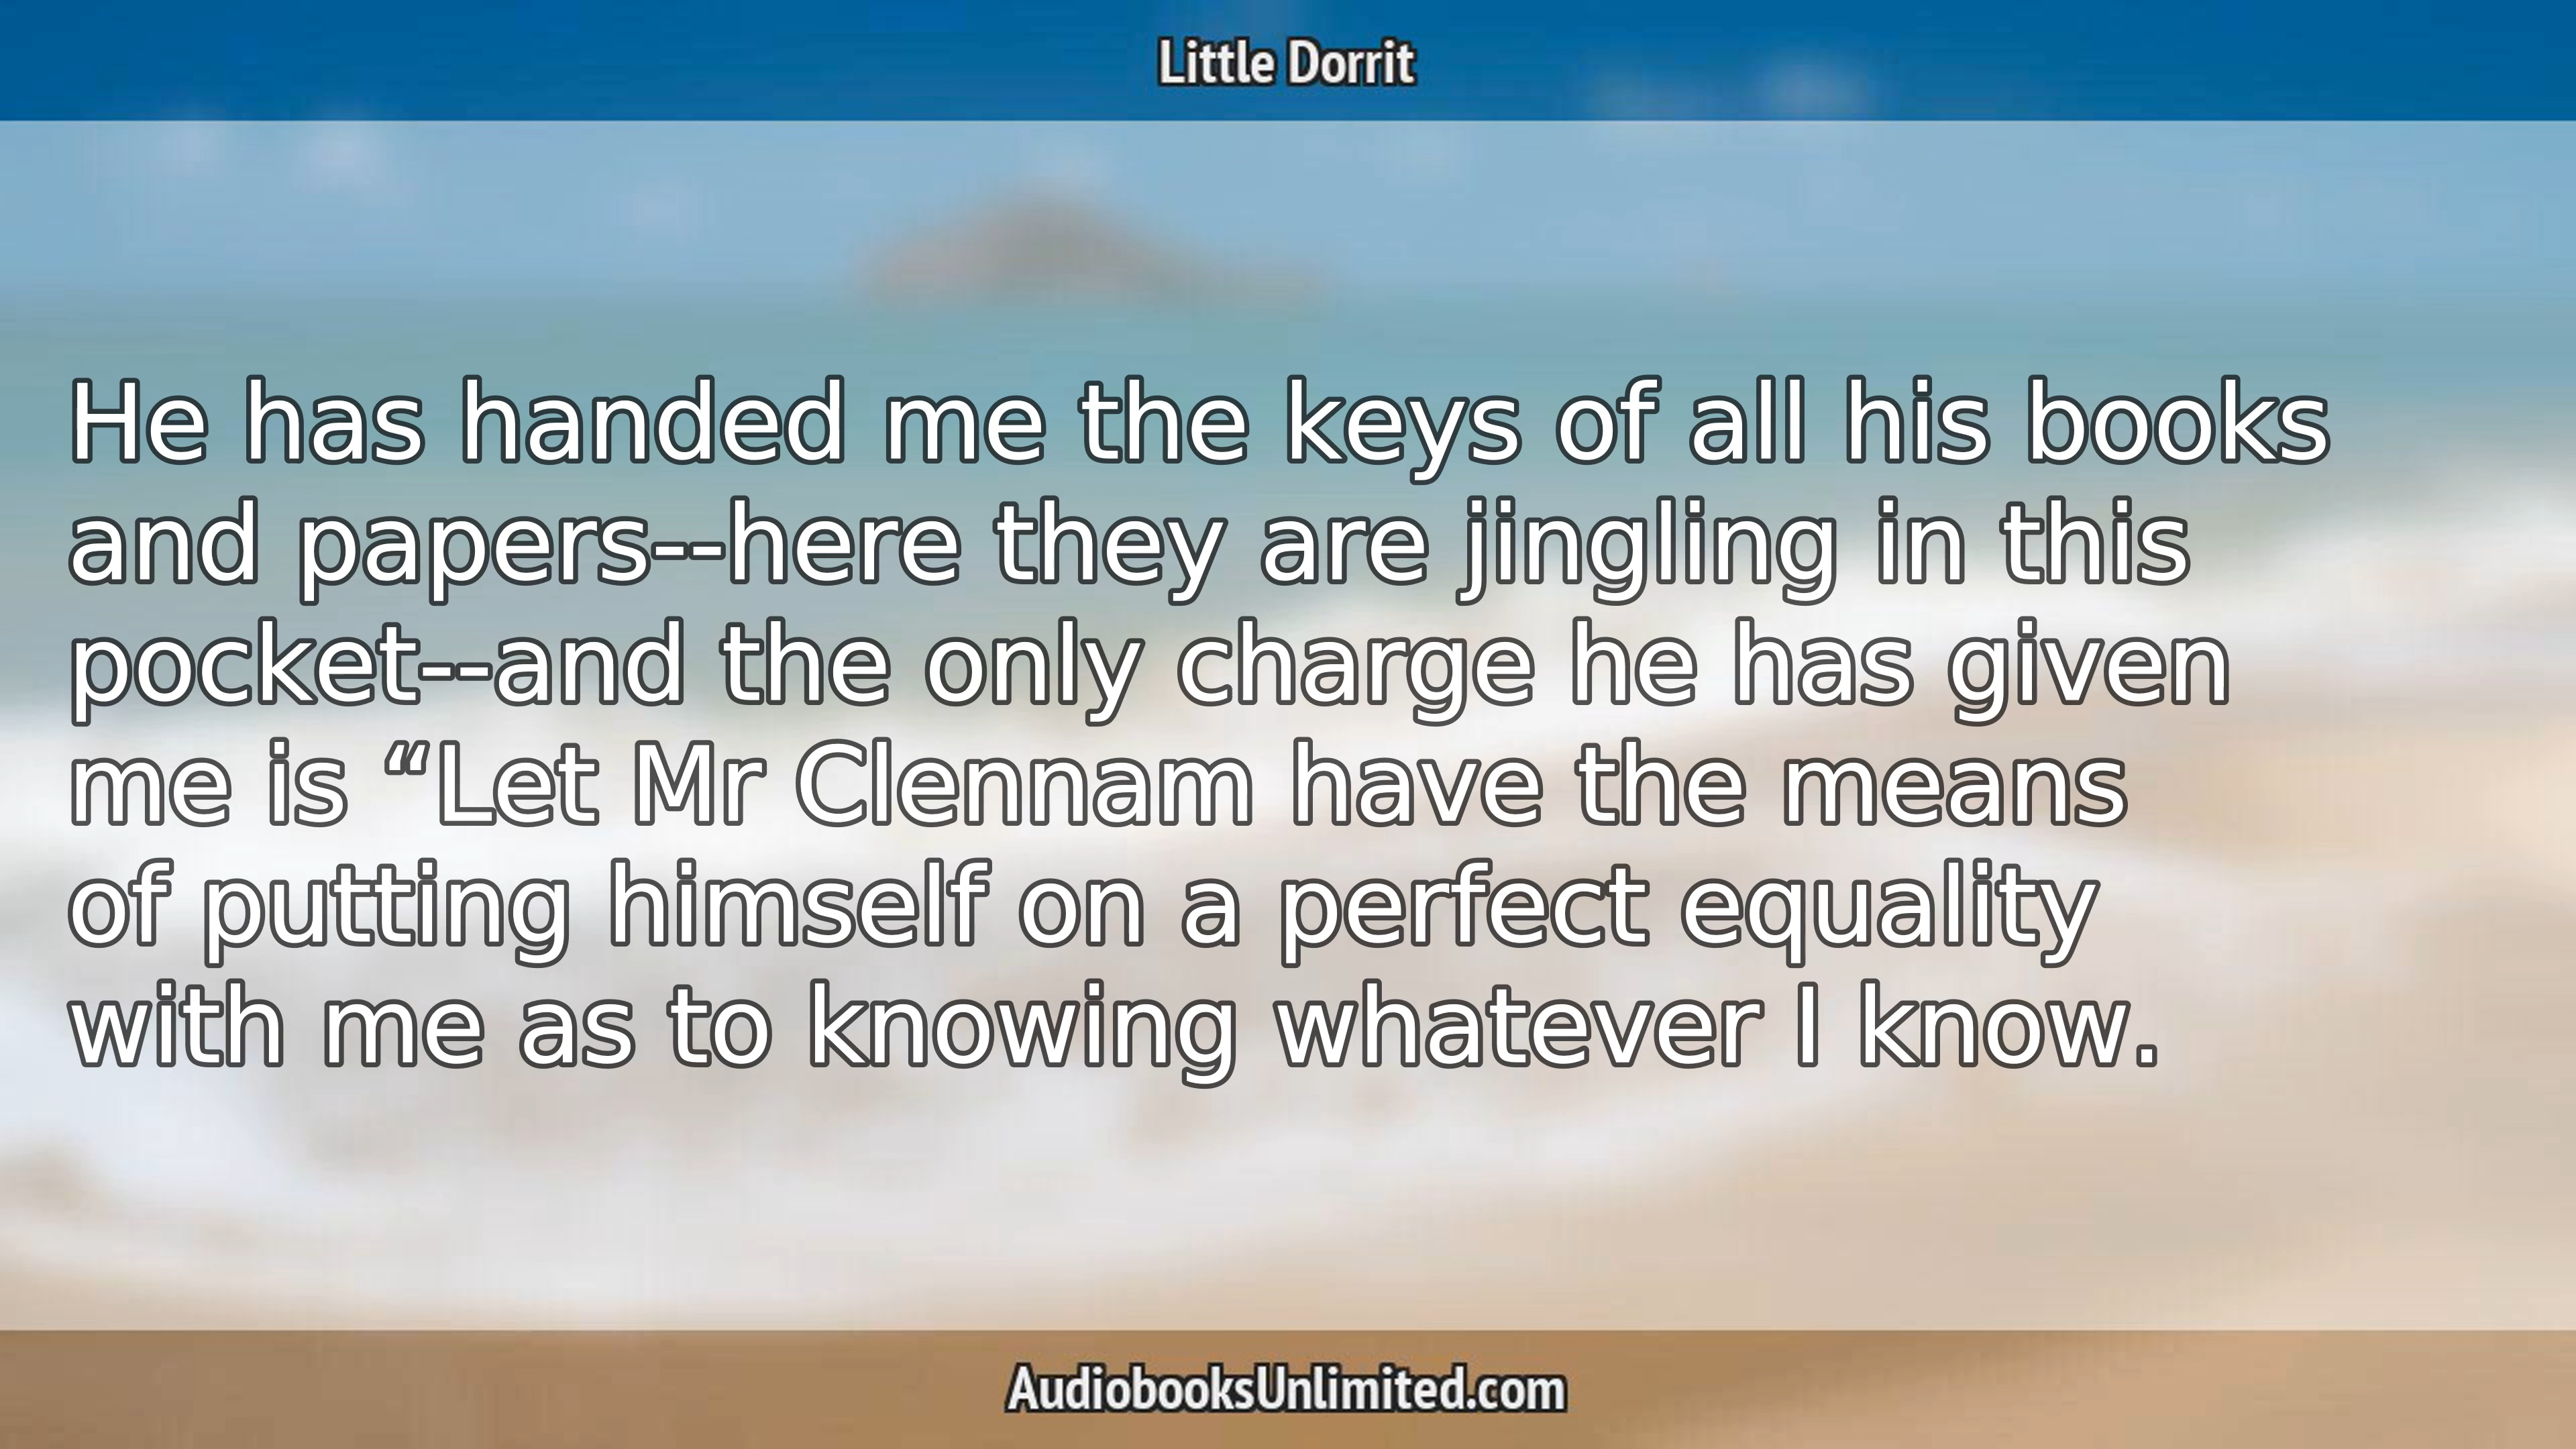 Little Dorrit
He has handed me the keys of all his books
and papers--here they are jingling in this
pocket--and the only charge he has given
me is “Let Mr Clennam have the means
of putting himself on a perfect equality
with me as to knowing whatever I know.
AudiobooksUnlimited.com